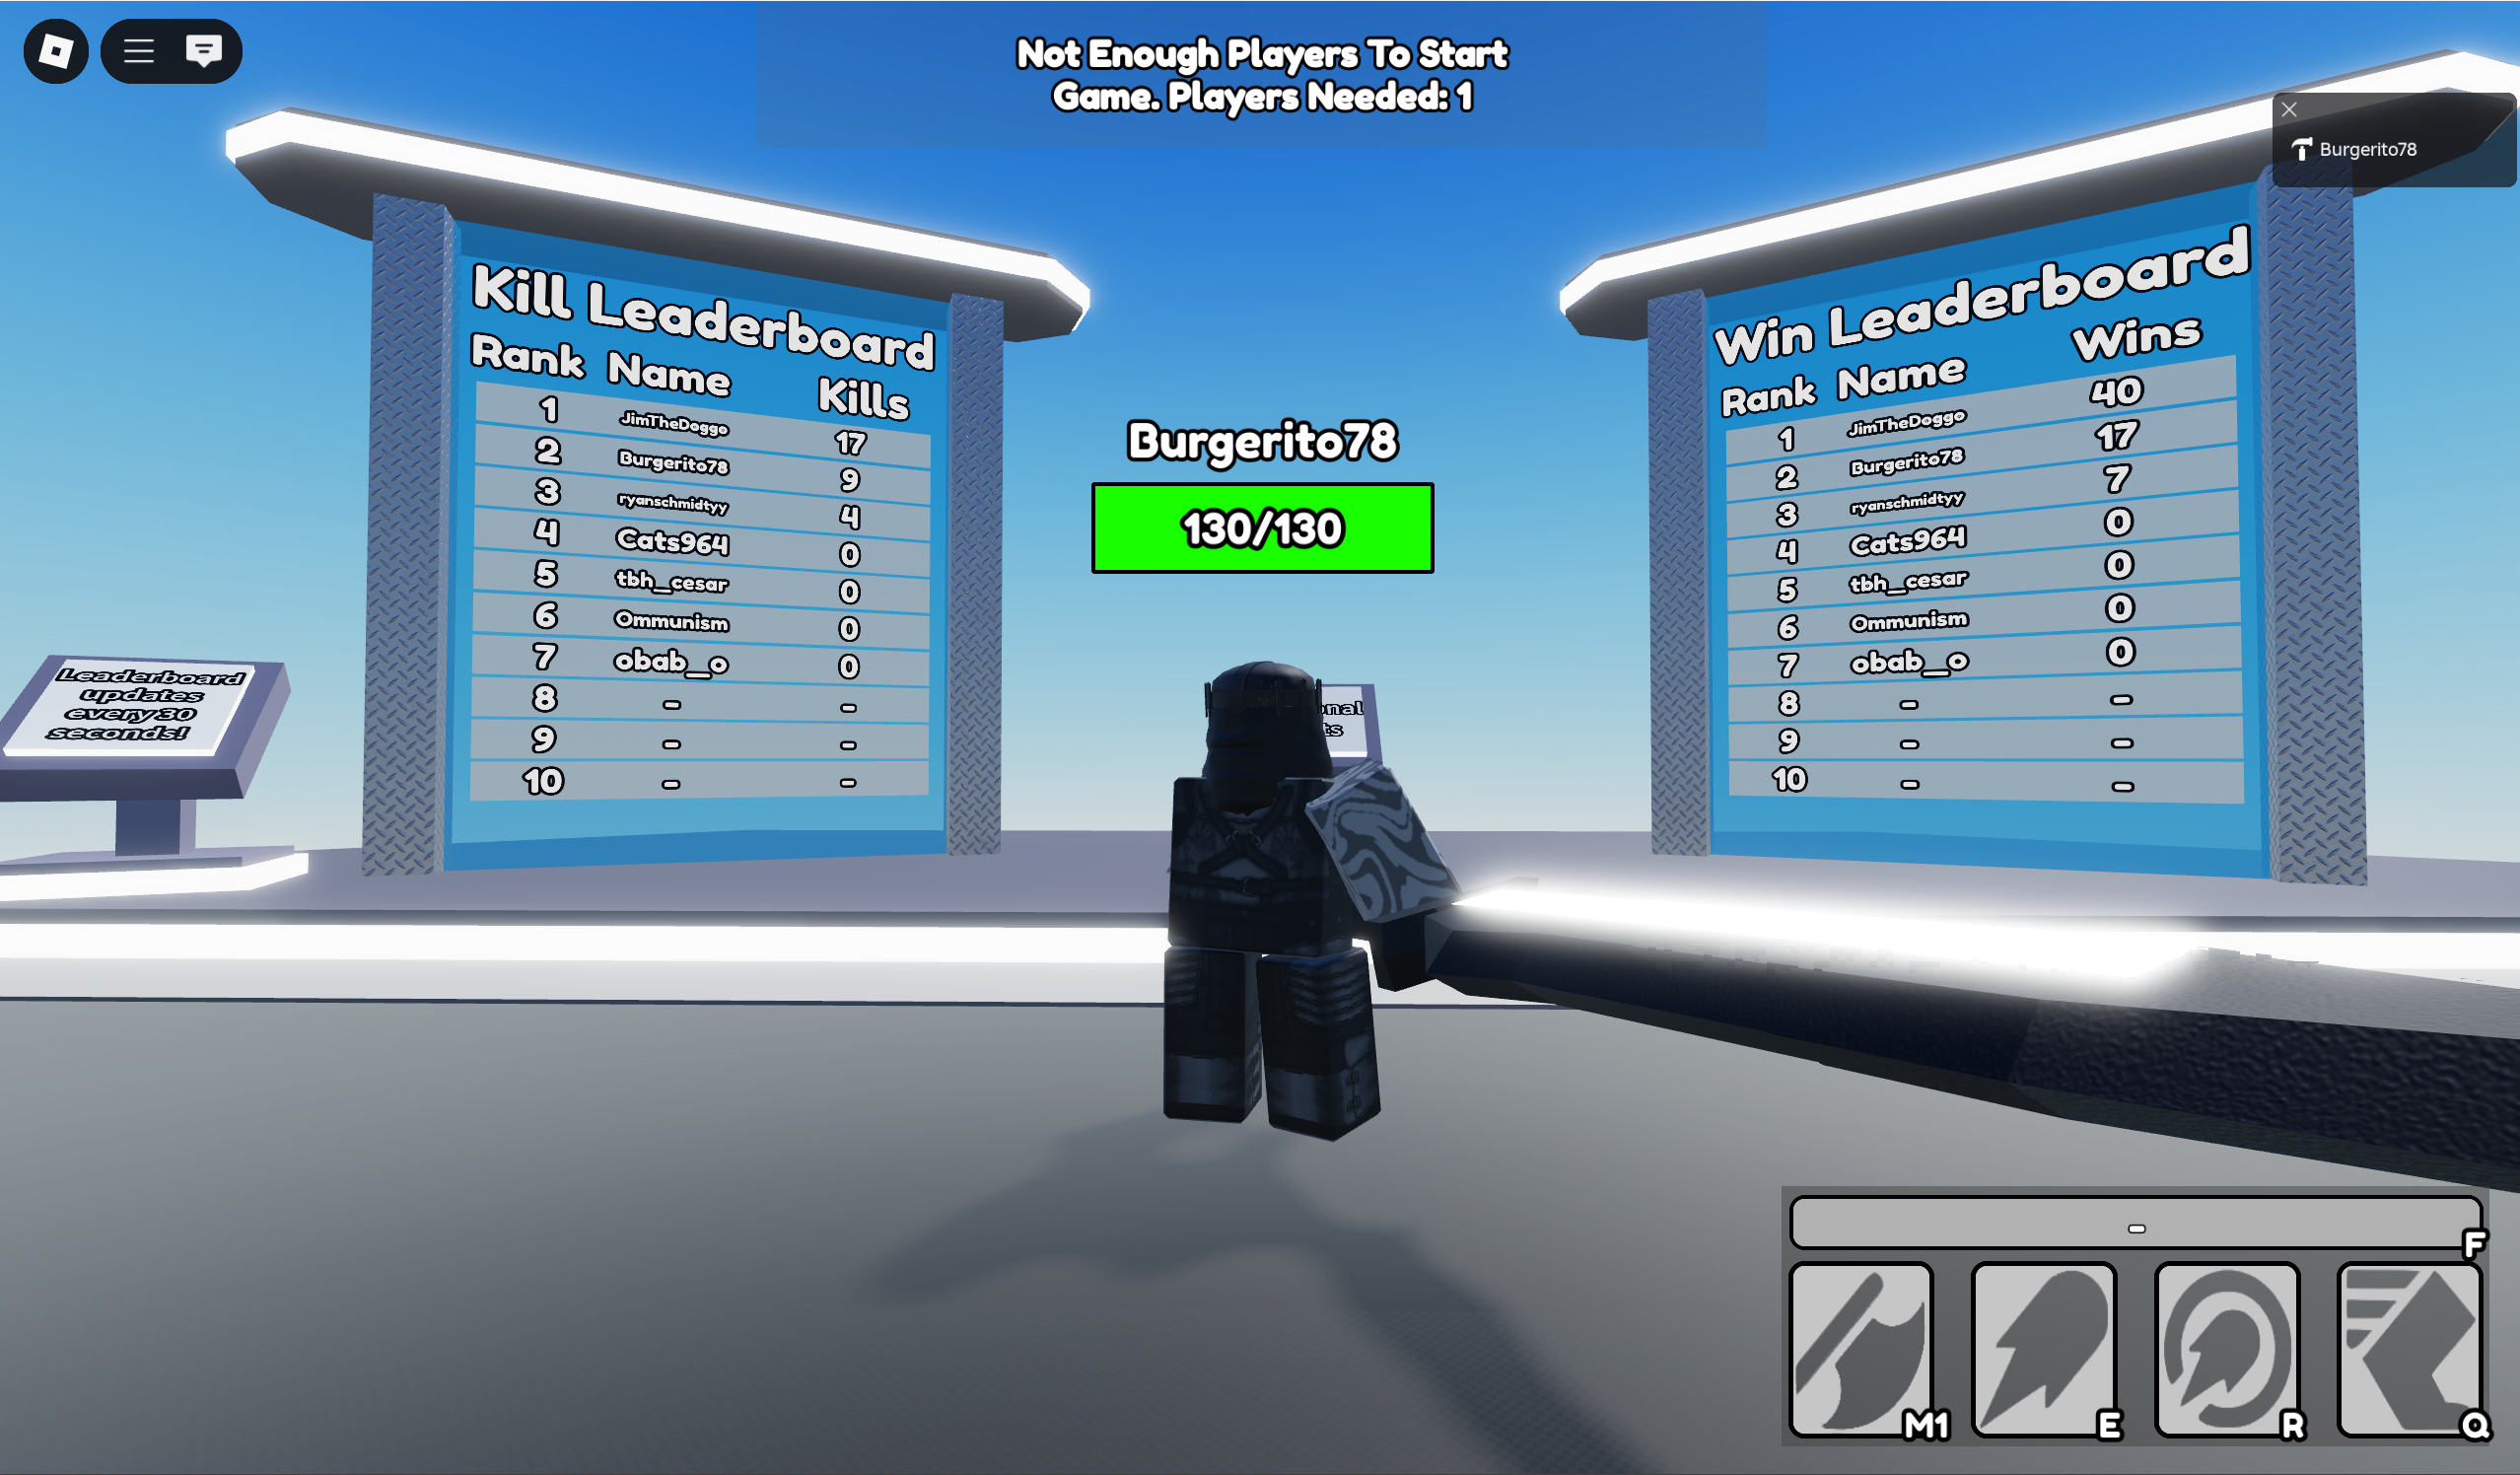 Not Enough Players To Start
Game. Players Needed: 1
Burgerito78
Kill Leaderboard
Rank Name Kills
1 JimTheDoggo 17
2 Burgerito78 9
3 ryanschmidtyy 4
4 Cats964 0
5 tbh_cesar 0
6 Ommunism 0
7 obab__o 0
8 - -
9 - -
10 - -
Win Leaderboard
Rank Name Wins
1 JimTheDoggo 40
2 Burgerito78 17
3 ryanschmidtyy 7
4 Cats964 0
5 tbh_cesar 0
6 Ommunism 0
7 obab__o 0
8 - -
9 - -
10 - -
Burgerito78
130/130
Leaderboard
updates
every 30
seconds!
-
F
M1
E
R
Q